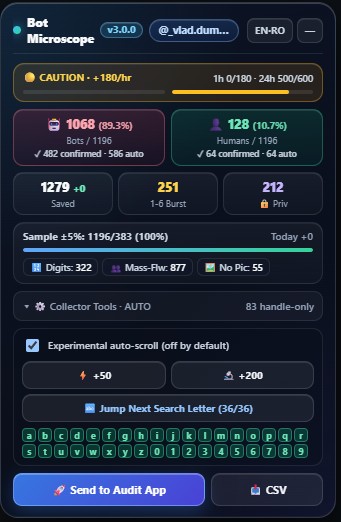 Bot Microscope v3.0.0 @_vlad.dum... EN-RO —
CAUTION • +180/hr 1h 0/180 · 24h 500/600
1068 (89.3%) 128 (10.7%)
Bots / 1196 Humans / 1196
✓ 482 confirmed · 586 auto ✓ 64 confirmed · 64 auto
1279 +0 251 212
Saved 1-6 Burst Priv
Sample ±5%: 1196/383 (100%) Today +0
Digits: 322 Mass-Flw: 877 No Pic: 55
▾ Collector Tools · AUTO 83 handle-only
Experimental auto-scroll (off by default)
+50 +200
Jump Next Search Letter (36/36)
a b c d e f g h i j k l m n o p q r
s t u v w x y z 0 1 2 3 4 5 6 7 8 9
Send to Audit App CSV